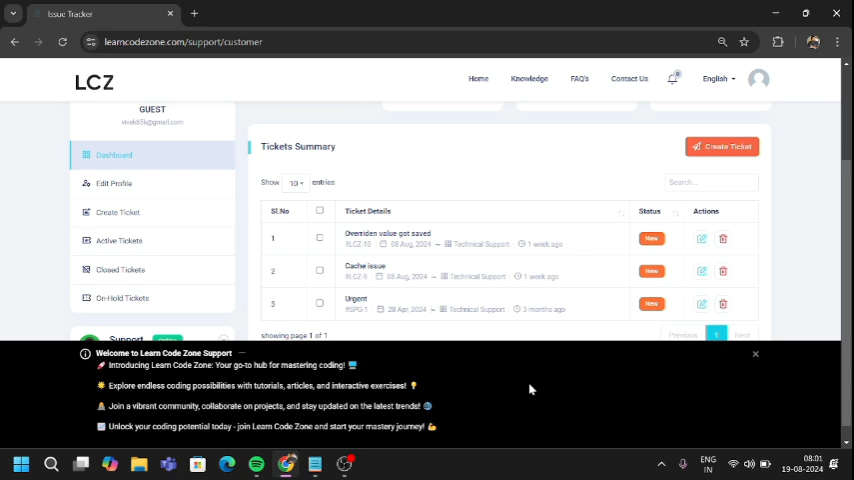 Issue Tracker
learncodezone.com/support/customer
LCZ
Home Knowledge FAQ's Contact Us 0 English
GUEST
vivek65k@gmail.com
Dashboard
Edit Profile
Create Ticket
Active Tickets
Closed Tickets
On-Hold Tickets
Support
Tickets Summary
Create Ticket
Show 10 entries
Search...
Sl.No Ticket Details Status Actions
1 Overriden value got saved New
#LCZ-10 08 Aug, 2024 Technical Support 1 week ago
2 Cache issue New
#LCZ-9 08 Aug, 2024 Technical Support 1 week ago
3 Urgent New
#SPG-1 28 Apr, 2024 Technical Support 3 months ago
showing page 1 of 1
Previous 1 Next
Welcome to Learn Code Zone Support
🚀 Introducing Learn Code Zone: Your go-to hub for mastering coding! 💻
🌟 Explore endless coding possibilities with tutorials, articles, and interactive exercises! 💡
Join a vibrant community, collaborate on projects, and stay updated on the latest trends! 🌐
📈 Unlock your coding potential today - join Learn Code Zone and start your mastery journey! 💪
ENG
IN
08:01
19-08-2024